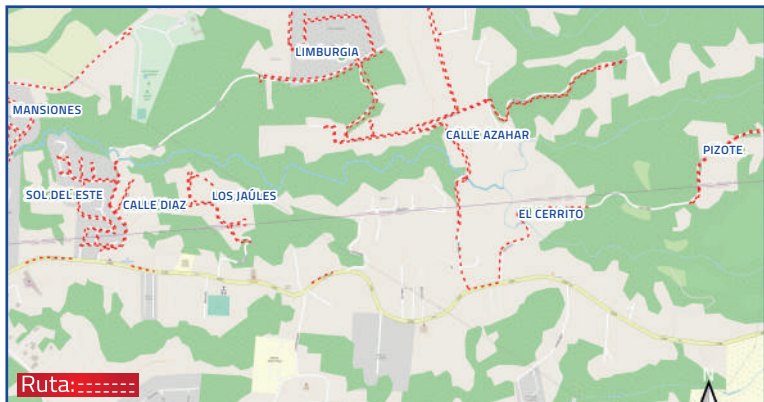 LIMBURGIA
MANSIONES
CALLE AZAHAR
PIZOTE
SOL DEL ESTE
CALLE DIAZ
LOS JAÚLES
EL CERRITO
Ruta:
N